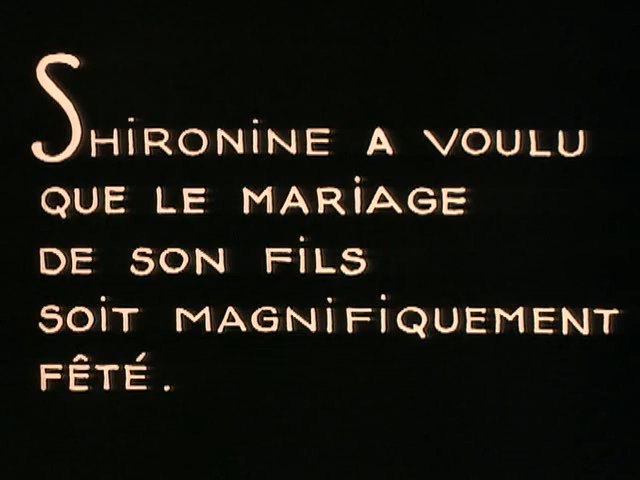 SHIRONINE A VOULU
QUE LE MARIAGE
DE SON FILS
SOIT MAGNIFIQUEMENT
FÊTÉ.